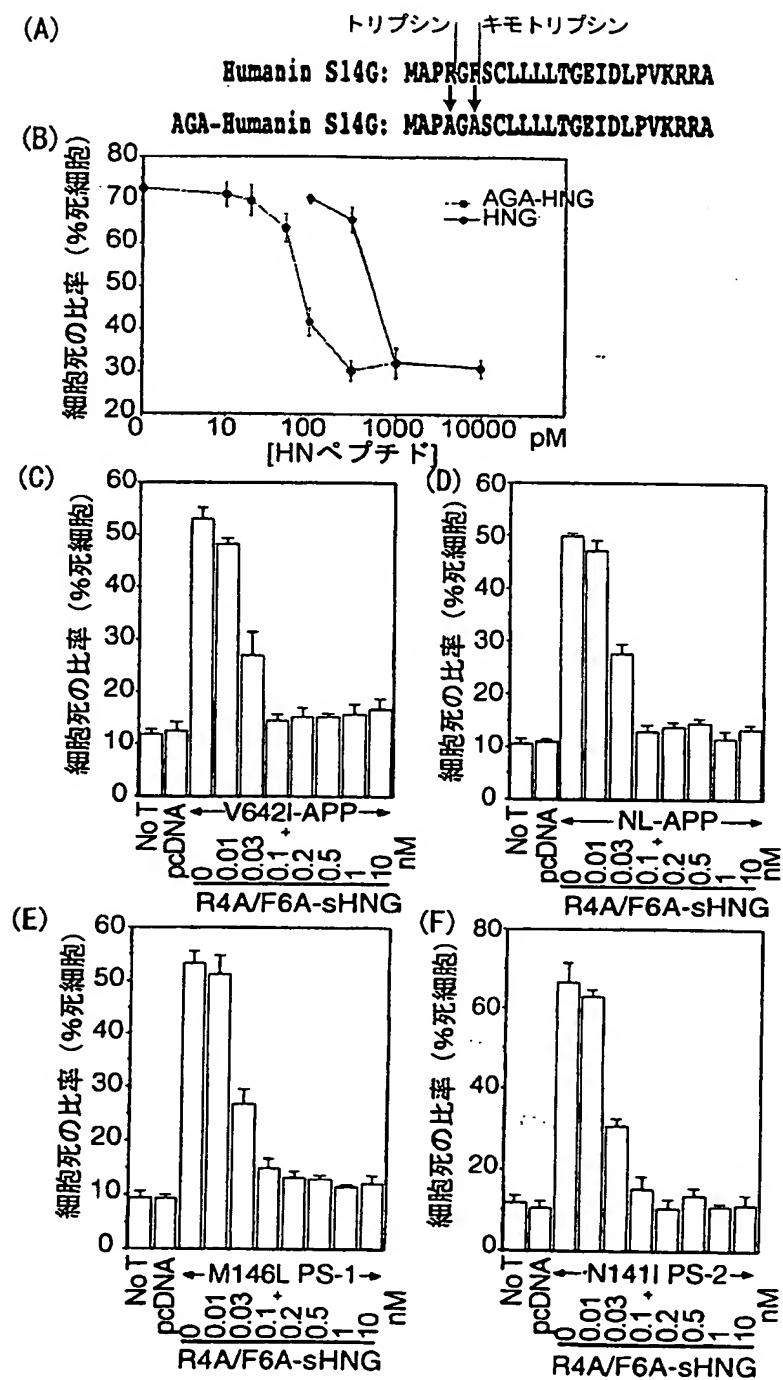 (A)
トリプシン キモトリプシン
Humanin S14G: MAPRGFSCLLLLTGEIDLPVKRRA
AGA-Humanin S14G: MAPAGASCLLLLTGEIDLPVKRRA
(B)
細胞死の比率 (%死細胞)
80
70
60
50
40
30
20
0 10 100 1000 10000 pM
[HNペプチド]
AGA-HNG
HNG
(C)
細胞死の比率 (%死細胞)
60
50
40
30
20
10
0
No T
pcDNA
V642I-APP
+
0 0.01 0.03 0.1 0.2 0.5 1 10 nM
R4A/F6A-sHNG
(D)
細胞死の比率 (%死細胞)
60
50
40
30
20
10
0
No T
pcDNA
NL-APP
+
0 0.01 0.03 0.1 0.2 0.5 1 10 nM
R4A/F6A-sHNG
(E)
細胞死の比率 (%死細胞)
60
50
40
30
20
10
0
No T
pcDNA
M146L PS-1
+
0 0.01 0.03 0.1 0.2 0.5 1 10 nM
R4A/F6A-sHNG
(F)
細胞死の比率 (%死細胞)
80
60
40
20
0
No T
pcDNA
N141I PS-2
+
0 0.01 0.03 0.1 0.2 0.5 1 10 nM
R4A/F6A-sHNG